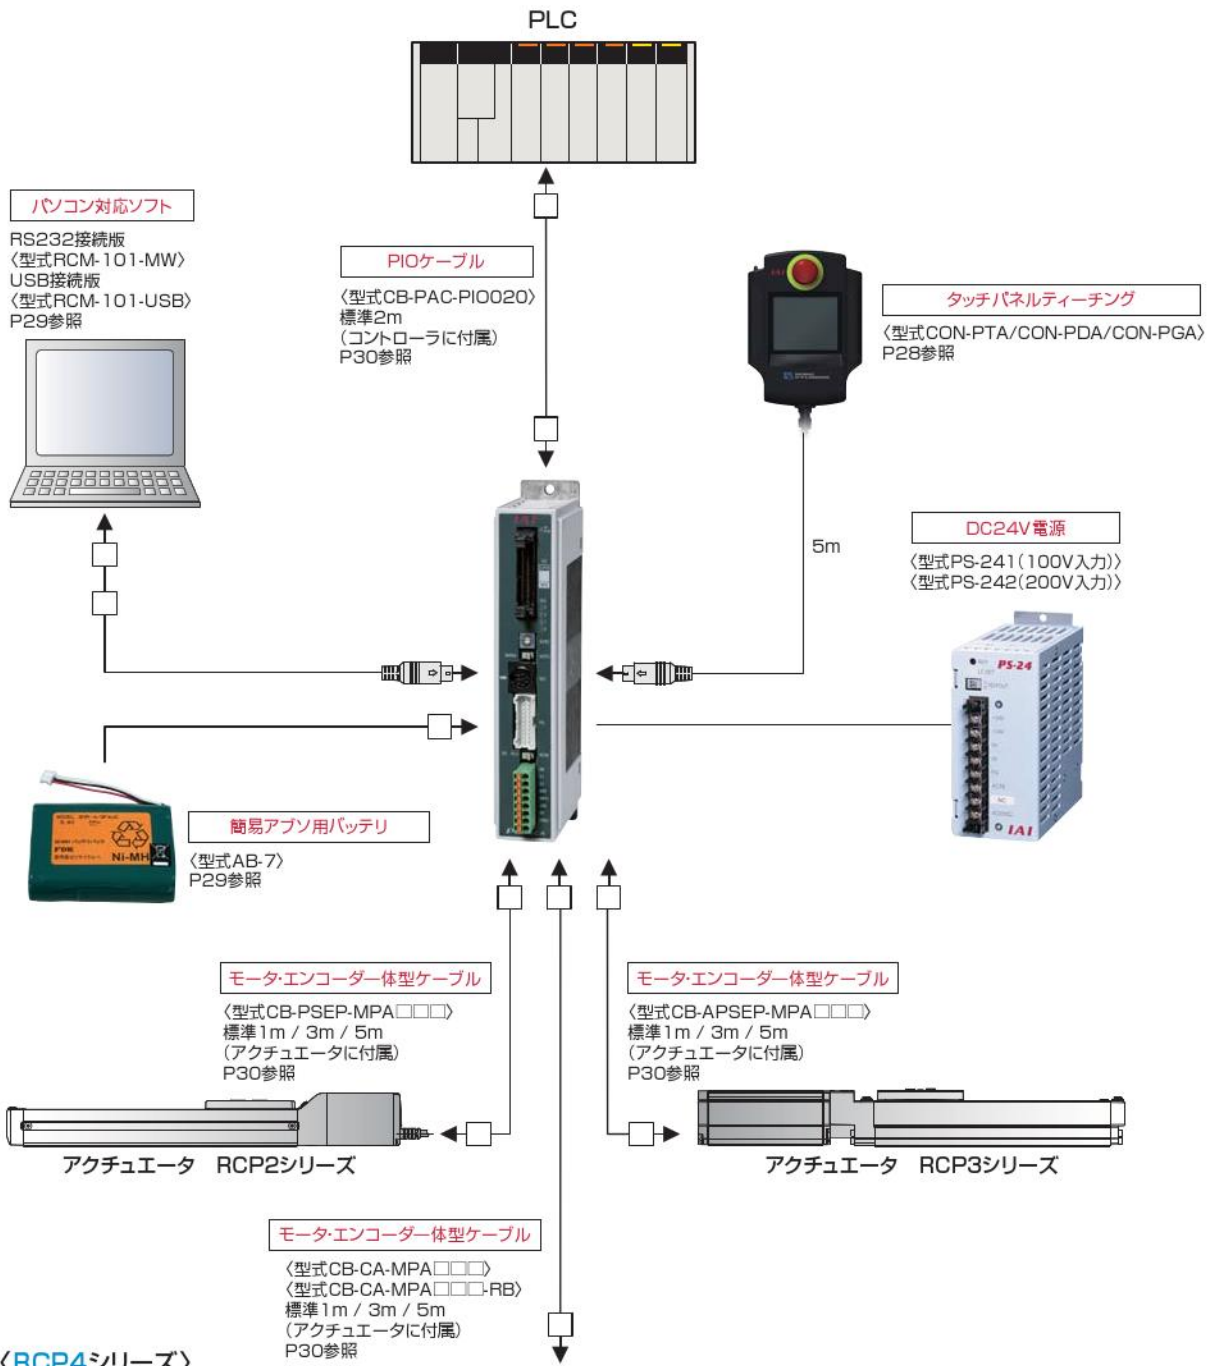 PLC
パソコン対応ソフト
RS232接続版
〈型式RCM-101-MW〉
USB接続版
〈型式RCM-101-USB〉
P29参照
PIOケーブル
〈型式CB-PAC-PIO020〉
標準2m
(コントローラに付属)
P30参照
IAI
タッチパネルティーチング
〈型式CON-PTA/CON-PDA/CON-PGA〉
P28参照
IAI
5m
DC24V電源
〈型式PS-241(100V入力)〉
〈型式PS-242(200V入力)〉
PS-24
NC
IAI
Ni-MH
FDK
簡易アブソ用バッテリ
〈型式AB-7〉
P29参照
モータ・エンコーダ一体型ケーブル
〈型式CB-PSEP-MPA□□□〉
標準1m / 3m / 5m
(アクチュエータに付属)
P30参照
モータ・エンコーダ一体型ケーブル
〈型式CB-APSEP-MPA□□□〉
標準1m / 3m / 5m
(アクチュエータに付属)
P30参照
アクチュエータ RCP2シリーズ
アクチュエータ RCP3シリーズ
モータ・エンコーダ一体型ケーブル
〈型式CB-CA-MPA□□□〉
〈型式CB-CA-MPA□□□-RB〉
標準1m / 3m / 5m
(アクチュエータに付属)
P30参照
〈RCP4シリーズ〉